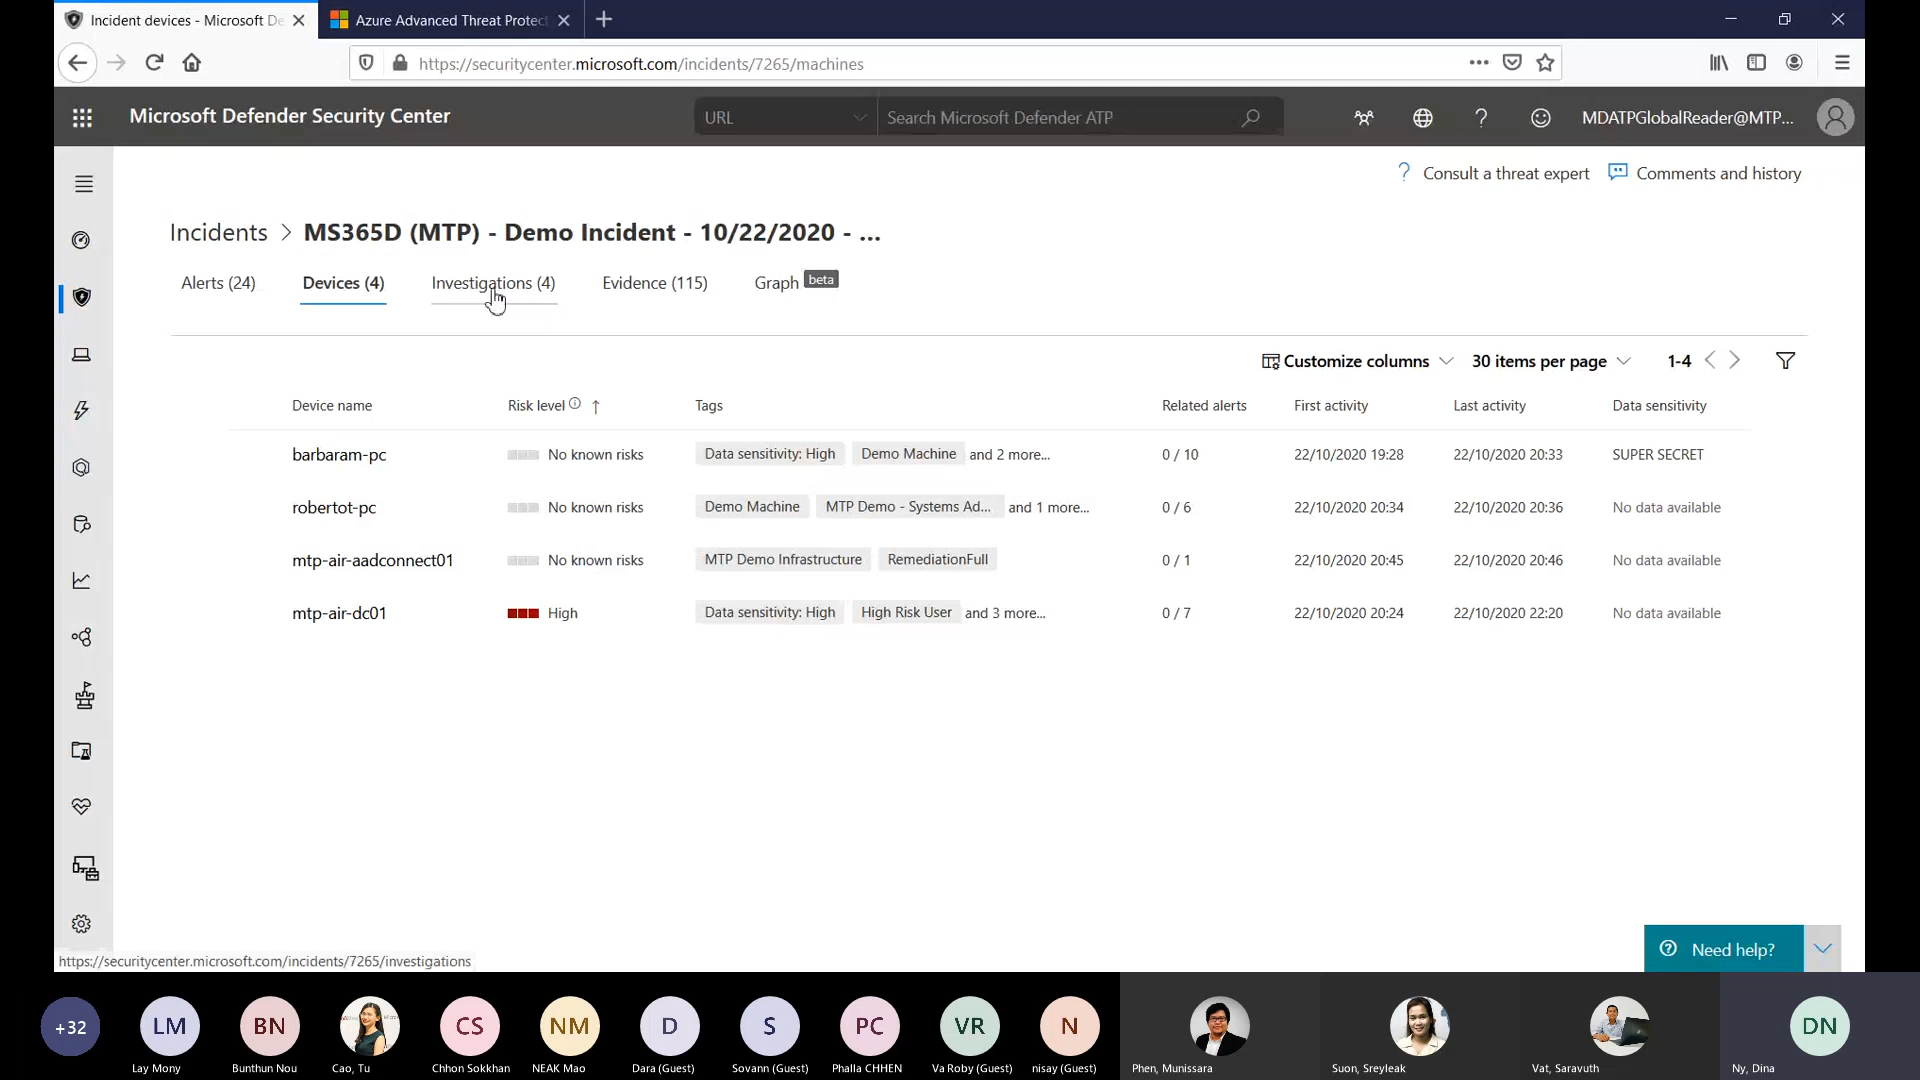 Incident devices - Microsoft De
Azure Advanced Threat Protect
https://securitycenter.microsoft.com/incidents/7265/machines
Microsoft Defender Security Center
URL
Search Microsoft Defender ATP
MDATPGlobalReader@MTP...
Consult a threat expert
Comments and history
Incidents > MS365D (MTP) - Demo Incident - 10/22/2020 - ...
Alerts (24) Devices (4) Investigations (4) Evidence (115) Graph beta
Customize columns 30 items per page 1-4
Device name Risk level Tags Related alerts First activity Last activity Data sensitivity
barbaram-pc No known risks Data sensitivity: High Demo Machine and 2 more... 0 / 10 22/10/2020 19:28 22/10/2020 20:33 SUPER SECRET
robertot-pc No known risks Demo Machine MTP Demo - Systems Ad... and 1 more... 0 / 6 22/10/2020 20:34 22/10/2020 20:36 No data available
mtp-air-aadconnect01 No known risks MTP Demo Infrastructure RemediationFull 0 / 1 22/10/2020 20:45 22/10/2020 20:46 No data available
mtp-air-dc01 High Data sensitivity: High High Risk User and 3 more... 0 / 7 22/10/2020 20:24 22/10/2020 22:20 No data available
Need help?
https://securitycenter.microsoft.com/incidents/7265/investigations
+32 LM BN CS NM D S PC VR N DN
Lay Mony Bunthun Nou Cao, Tu Chhon Sokkhan NEAK Mao Dara (Guest) Sovann (Guest) Phalla CHHEN Va Roby (Guest) nisay (Guest) Phen, Munissara Suon, Sreyleak Vat, Saravuth Ny, Dina